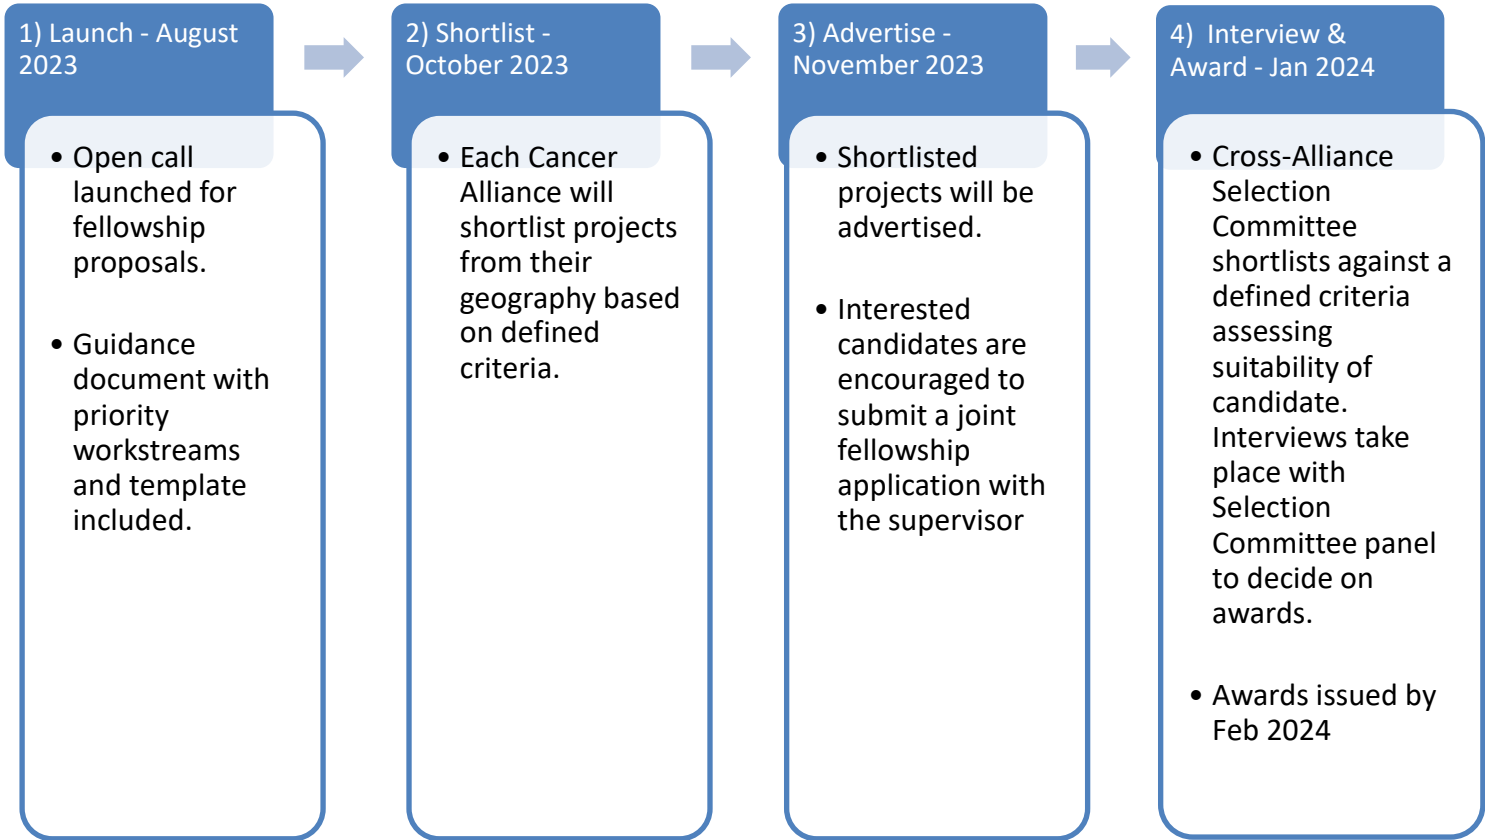 1) Launch - August
2023
• Open call
launched for
fellowship
proposals.
• Guidance
document with
priority
workstreams
and template
included.
2) Shortlist -
October 2023
• Each Cancer
Alliance will
shortlist projects
from their
geography based
on defined
criteria.
3) Advertise -
November 2023
• Shortlisted
projects will be
advertised.
• Interested
candidates are
encouraged to
submit a joint
fellowship
application with
the supervisor
4)  Interview &
Award - Jan 2024
• Cross-Alliance
Selection
Committee
shortlists against a
defined criteria
assessing
suitability of
candidate.
Interviews take
place with
Selection
Committee panel
to decide on
awards.
• Awards issued by
Feb 2024